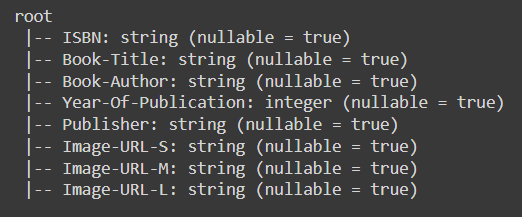 root
 |-- ISBN: string (nullable = true)
 |-- Book-Title: string (nullable = true)
 |-- Book-Author: string (nullable = true)
 |-- Year-Of-Publication: integer (nullable = true)
 |-- Publisher: string (nullable = true)
 |-- Image-URL-S: string (nullable = true)
 |-- Image-URL-M: string (nullable = true)
 |-- Image-URL-L: string (nullable = true)